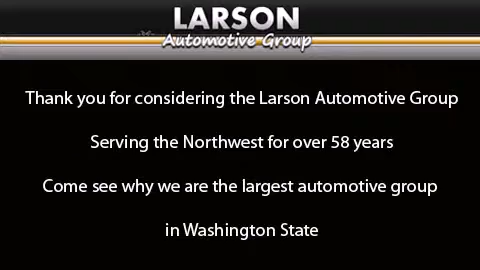 LARSON
Automotive Group
Thank you for considering the Larson Automotive Group
Serving the Northwest for over 58 years
Come see why we are the largest automotive group
in Washington State